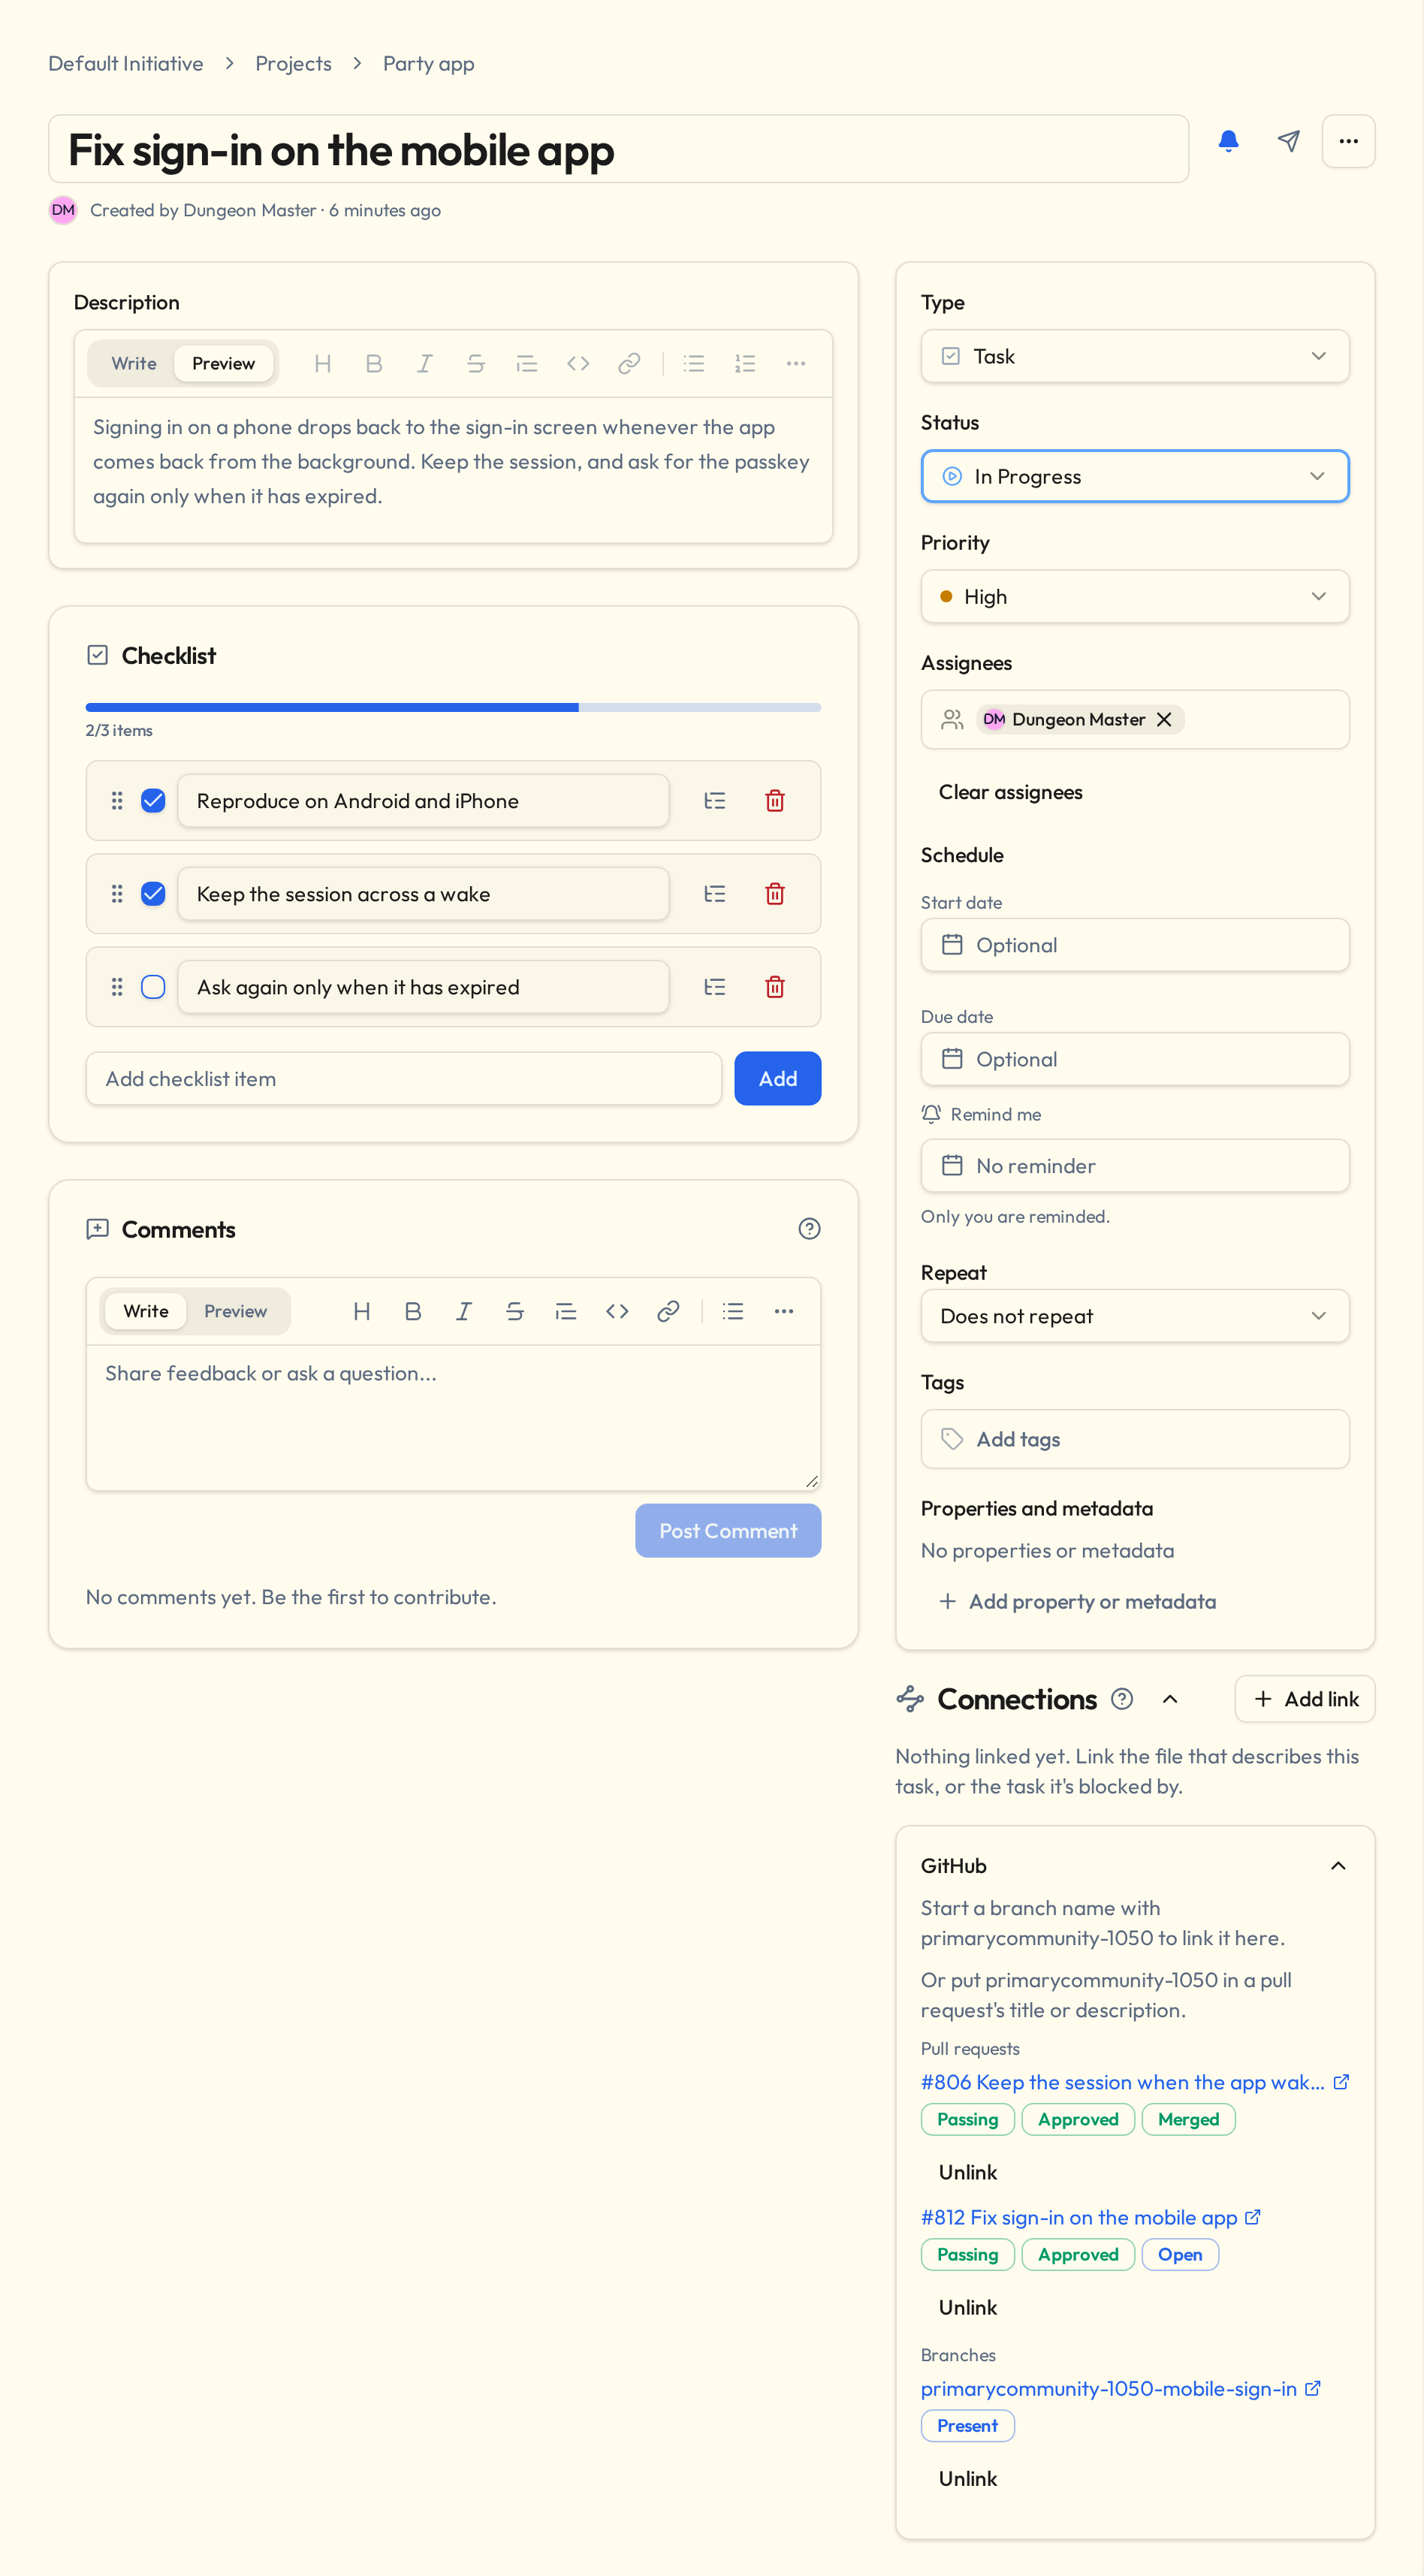 Default Initiative > Projects > Party app
Fix sign-in on the mobile app
DM Created by Dungeon Master · 6 minutes ago
Description
Write Preview
Signing in on a phone drops back to the sign-in screen whenever the app
comes back from the background. Keep the session, and ask for the passkey
again only when it has expired.
Checklist
2/3 items
Reproduce on Android and iPhone
Keep the session across a wake
Ask again only when it has expired
Add checklist item
Add
Comments
Write Preview
Share feedback or ask a question...
Post Comment
No comments yet. Be the first to contribute.
Type
Task
Status
In Progress
Priority
High
Assignees
DM Dungeon Master
Clear assignees
Schedule
Start date
Optional
Due date
Optional
Remind me
No reminder
Only you are reminded.
Repeat
Does not repeat
Tags
Add tags
Properties and metadata
No properties or metadata
Add property or metadata
Connections
Add link
Nothing linked yet. Link the file that describes this
task, or the task it's blocked by.
GitHub
Start a branch name with
primarycommunity-1050 to link it here.
Or put primarycommunity-1050 in a pull
request's title or description.
Pull requests
#806 Keep the session when the app wak...
Passing Approved Merged
Unlink
#812 Fix sign-in on the mobile app
Passing Approved Open
Unlink
Branches
primarycommunity-1050-mobile-sign-in
Present
Unlink